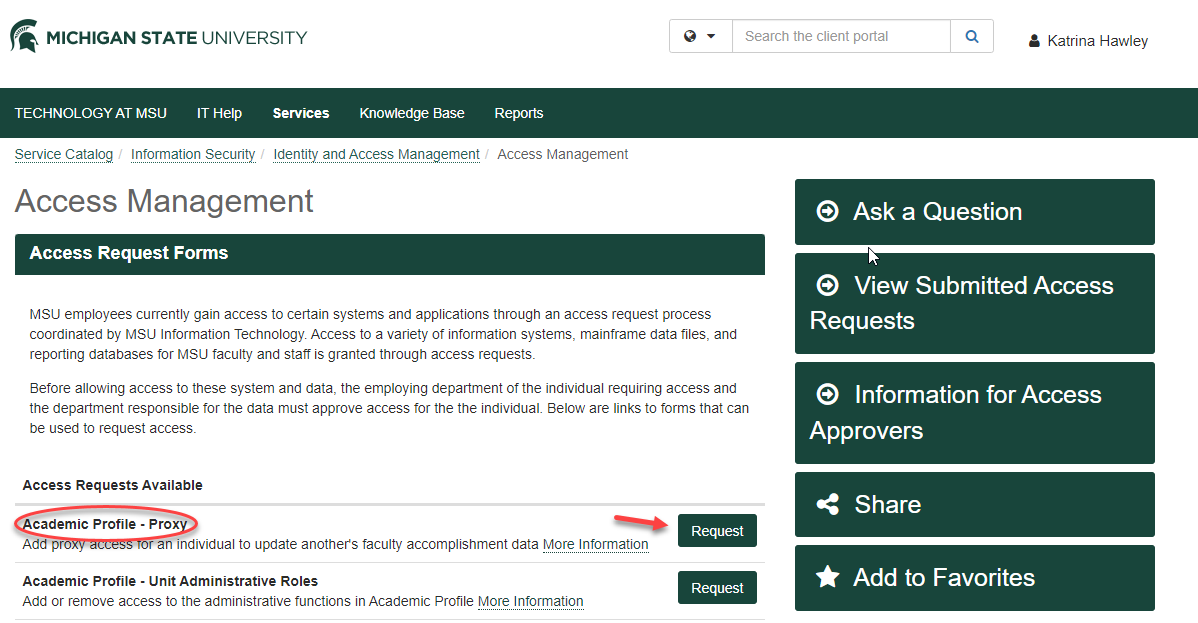 MICHIGAN STATE UNIVERSITY
Search the client portal
Katrina Hawley
TECHNOLOGY AT MSU IT Help Services Knowledge Base Reports
Service Catalog / Information Security / Identity and Access Management / Access Management
Access Management
Access Request Forms
MSU employees currently gain access to certain systems and applications through an access request process
coordinated by MSU Information Technology. Access to a variety of information systems, mainframe data files, and
reporting databases for MSU faculty and staff is granted through access requests.
Before allowing access to these system and data, the employing department of the individual requiring access and
the department responsible for the data must approve access for the the individual. Below are links to forms that can
be used to request access.
Access Requests Available
Academic Profile - Proxy
Add proxy access for an individual to update another's faculty accomplishment data More Information
Request
Academic Profile - Unit Administrative Roles
Add or remove access to the administrative functions in Academic Profile More Information
Request
Ask a Question
View Submitted Access
Requests
Information for Access
Approvers
Share
Add to Favorites